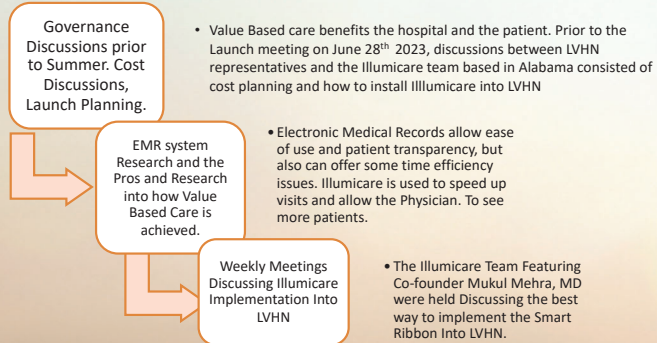 Governance
Discussions prior
to Summer. Cost
Discussions,
Launch Planning.
• Value Based care benefits the hospital and the patient. Prior to the
Launch meeting on June 28th 2023, discussions between LVHN
representatives and the Illumicare team based in Alabama consisted of
cost planning and how to install Illlumicare into LVHN
EMR system
Research and the
Pros and Research
into how Value
Based Care is
achieved.
• Electronic Medical Records allow ease
of use and patient transparency, but
also can offer some time efficiency
issues. Illumicare is used to speed up
visits and allow the Physician. To see
more patients.
Weekly Meetings
Discussing Illumicare
Implementation Into
LVHN
• The Illumicare Team Featuring
Co-founder Mukul Mehra, MD
were held Discussing the best
way to implement the Smart
Ribbon Into LVHN.